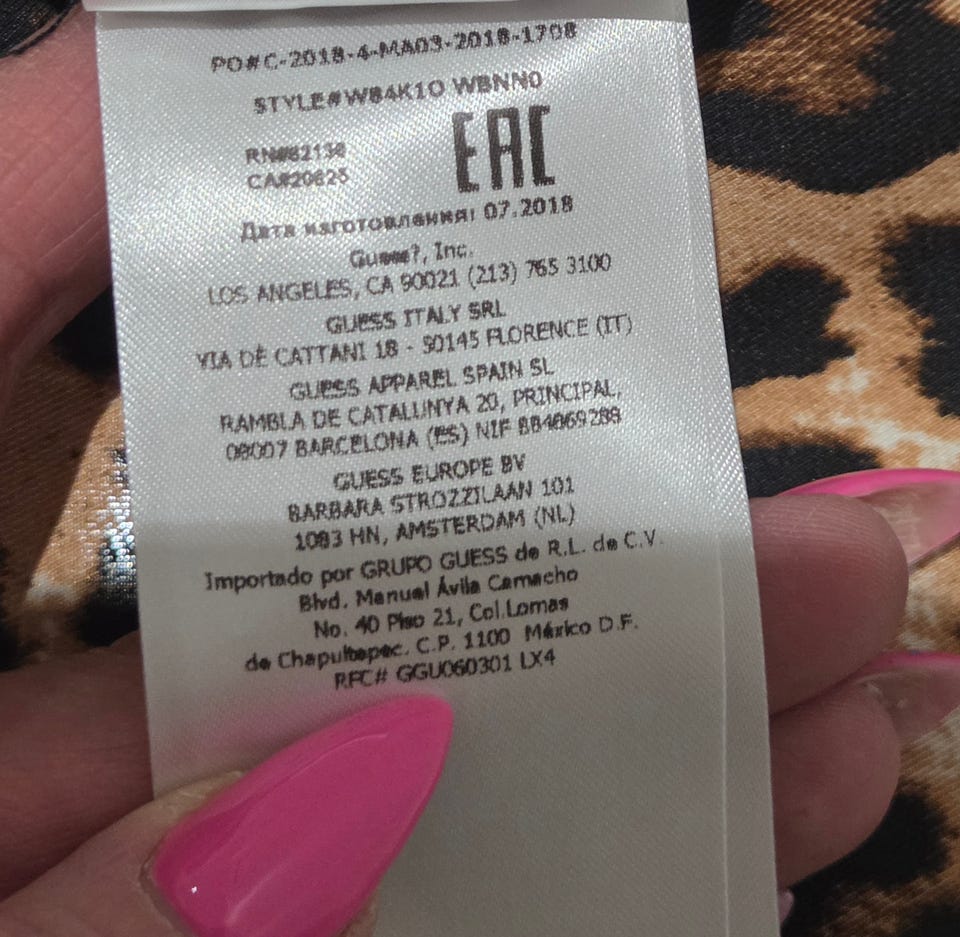 PO#C-2018-4-MA03-2018-1708
STYLE#W84K1O WBNN0
EAC
RN#62136
CA#20625
Дата изготовления: 07.2018
Guess?, Inc.
LOS ANGELES, CA 90021 (213) 765 3100
GUESS ITALY SRL
VIA DÈ CATTANI 18 - 50145 FLORENCE (IT)
GUESS APPAREL SPAIN SL
RAMBLA DE CATALUNYA 20, PRINCIPAL,
08007 BARCELONA (ES) NIF B84869288
GUESS EUROPE BV
BARBARA STROZZILAAN 101
1083 HN, AMSTERDAM (NL)
Importado por GRUPO GUESS de R.L. de C.V.
Blvd. Manuel Ávila Camacho
No. 40 Piso 21, Col.Lomas
de Chapultepec. C.P. 1100 México D.F.
RFC# GGU060301 LX4